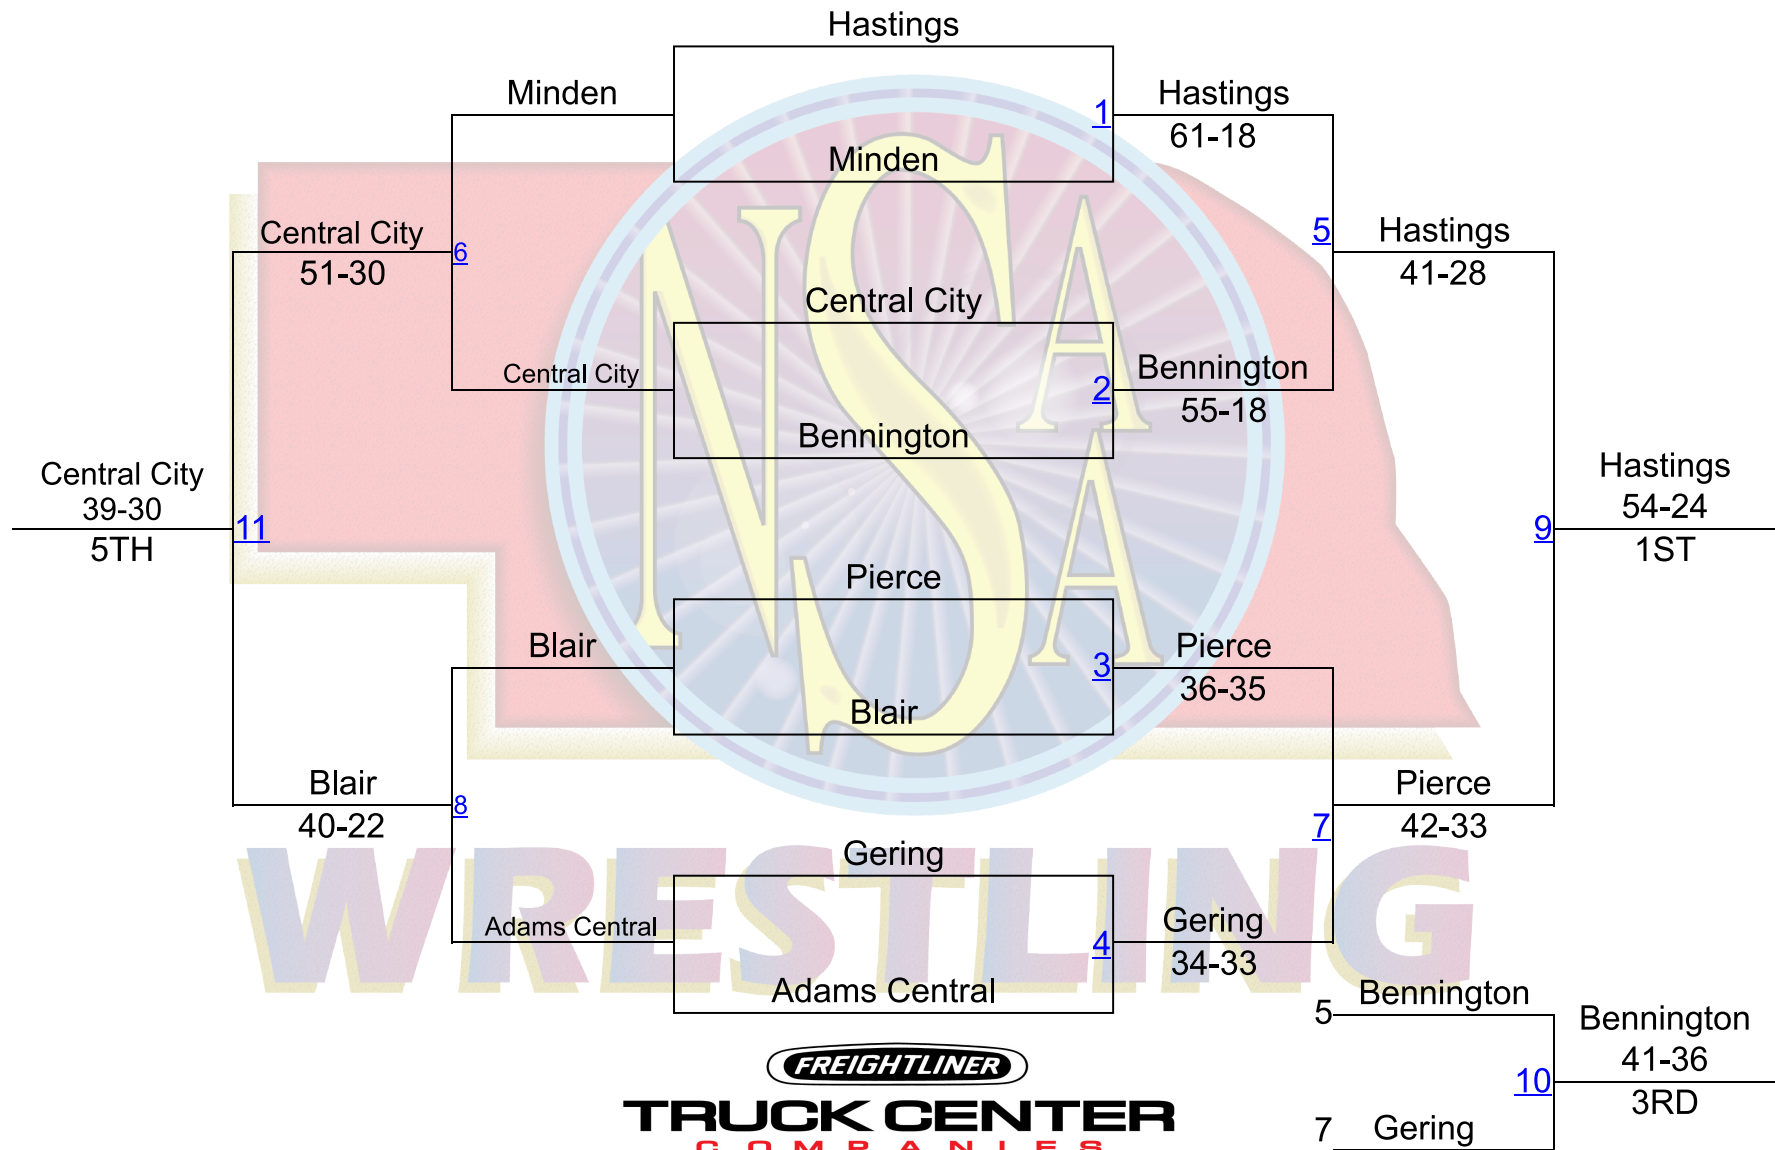 Hastings
Minden
1
Hastings
61-18
Minden
5
Central City
6
Hastings
51-30
41-28
Central City
Central City
2
Bennington
55-18
Bennington
Central City
39-30
11
5TH
Hastings
54-24
9
1ST
Pierce
Blair
3
Pierce
36-35
Blair
Blair
8
40-22
Pierce
7
42-33
Gering
Adams Central
4
Gering
34-33
Adams Central
5
Bennington
Bennington
41-36
10
3RD
7
Gering
NSAA
WRESTLING
FREIGHTLINER
TRUCK CENTER
COMPANIES